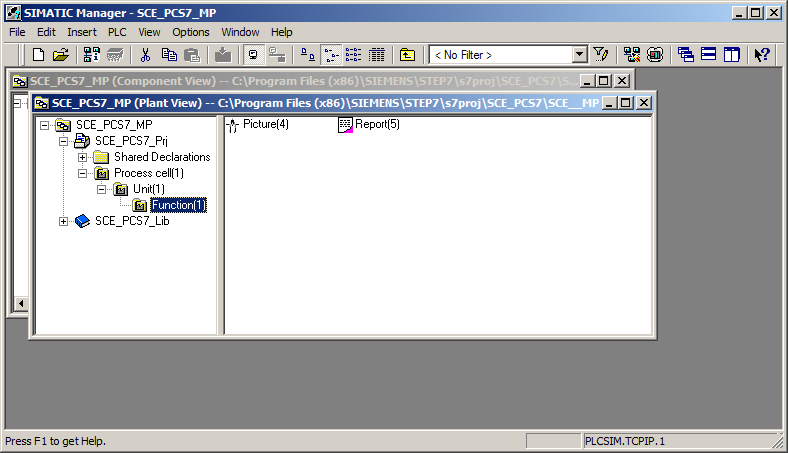 SIMATIC Manager - SCE_PCS7_MP
File Edit Insert PLC View Options Window Help
< No Filter >
SCE_PCS7_MP (Component View) -- C:\Program Files (x86)\SIEMENS\STEP7\s7proj\SCE_PCS7\S...
SCE_PCS7_MP (Plant View) -- C:\Program Files (x86)\SIEMENS\STEP7\s7proj\SCE_PCS7\SCE__MP
SCE_PCS7_MP
SCE_PCS7_Prj
Shared Declarations
Process cell(1)
Unit(1)
Function(1)
SCE_PCS7_Lib
Picture(4) Report(5)
Press F1 to get Help.
PLCSIM.TCPIP.1